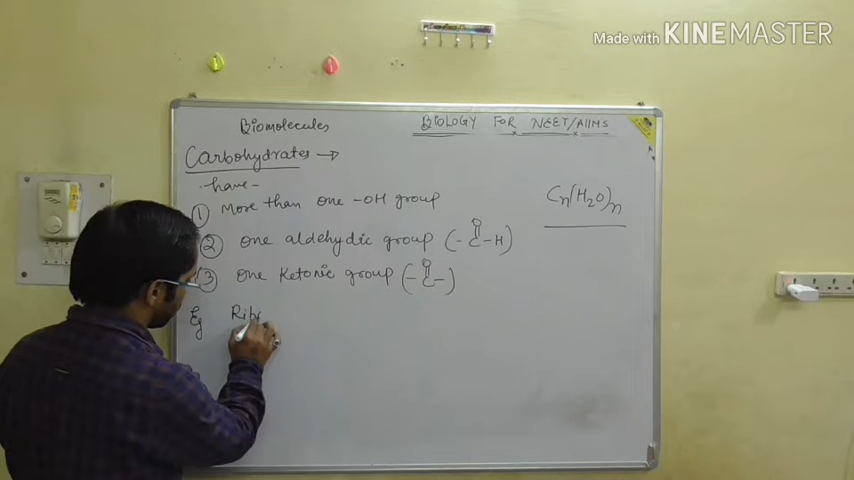 Made with KINEMASTER
Biomolecules
BIOLOGY FOR NEET/AIIMS
Carbohydrates →
have -
① More than one -OH group
Cn(H2O)n
② one aldehydic group (-C-H)
O
③ one Ketonic group (-C-)
O
Eg Ribo